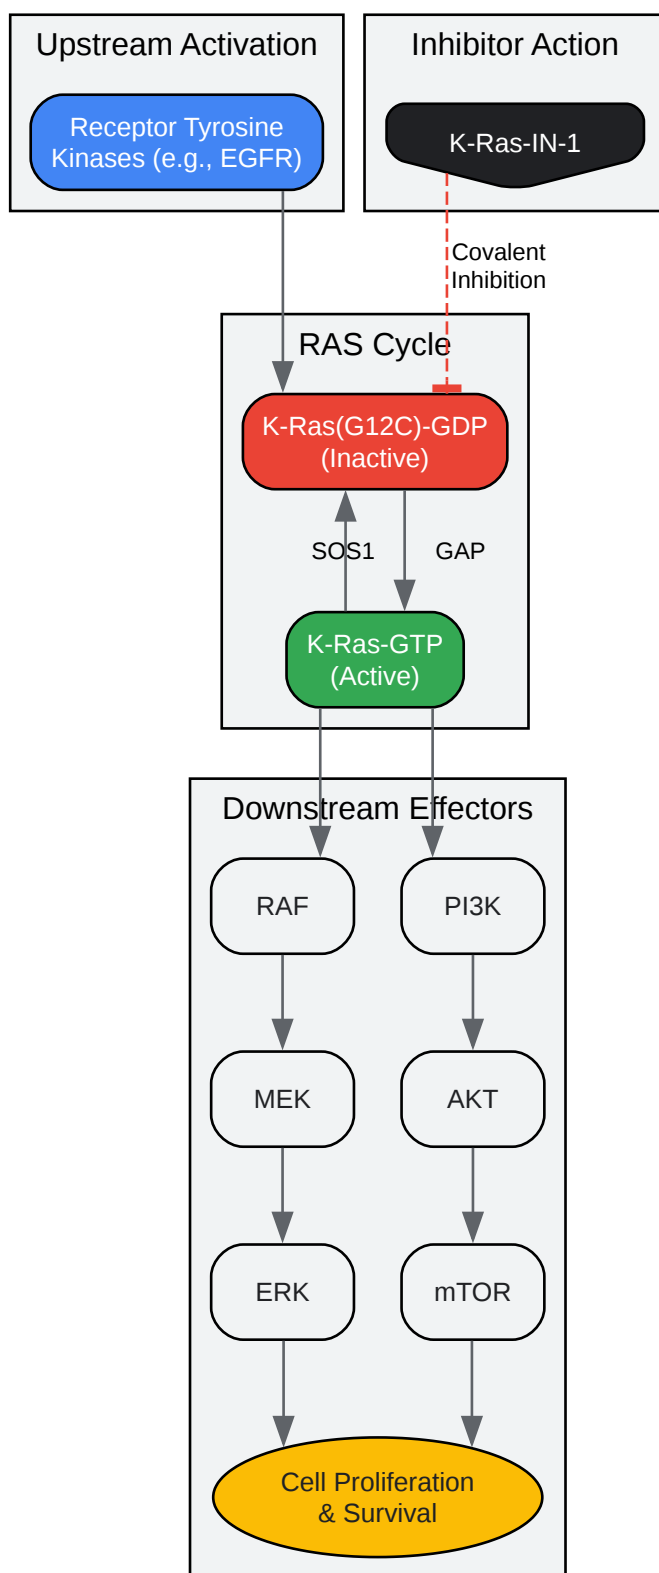 Upstream Activation
Receptor Tyrosine
Kinases (e.g., EGFR)
Inhibitor Action
K-Ras-IN-1
Covalent
Inhibition
RAS Cycle
K-Ras(G12C)-GDP
(Inactive)
SOS1
GAP
K-Ras-GTP
(Active)
Downstream Effectors
RAF
PI3K
MEK
AKT
ERK
mTOR
Cell Proliferation
& Survival